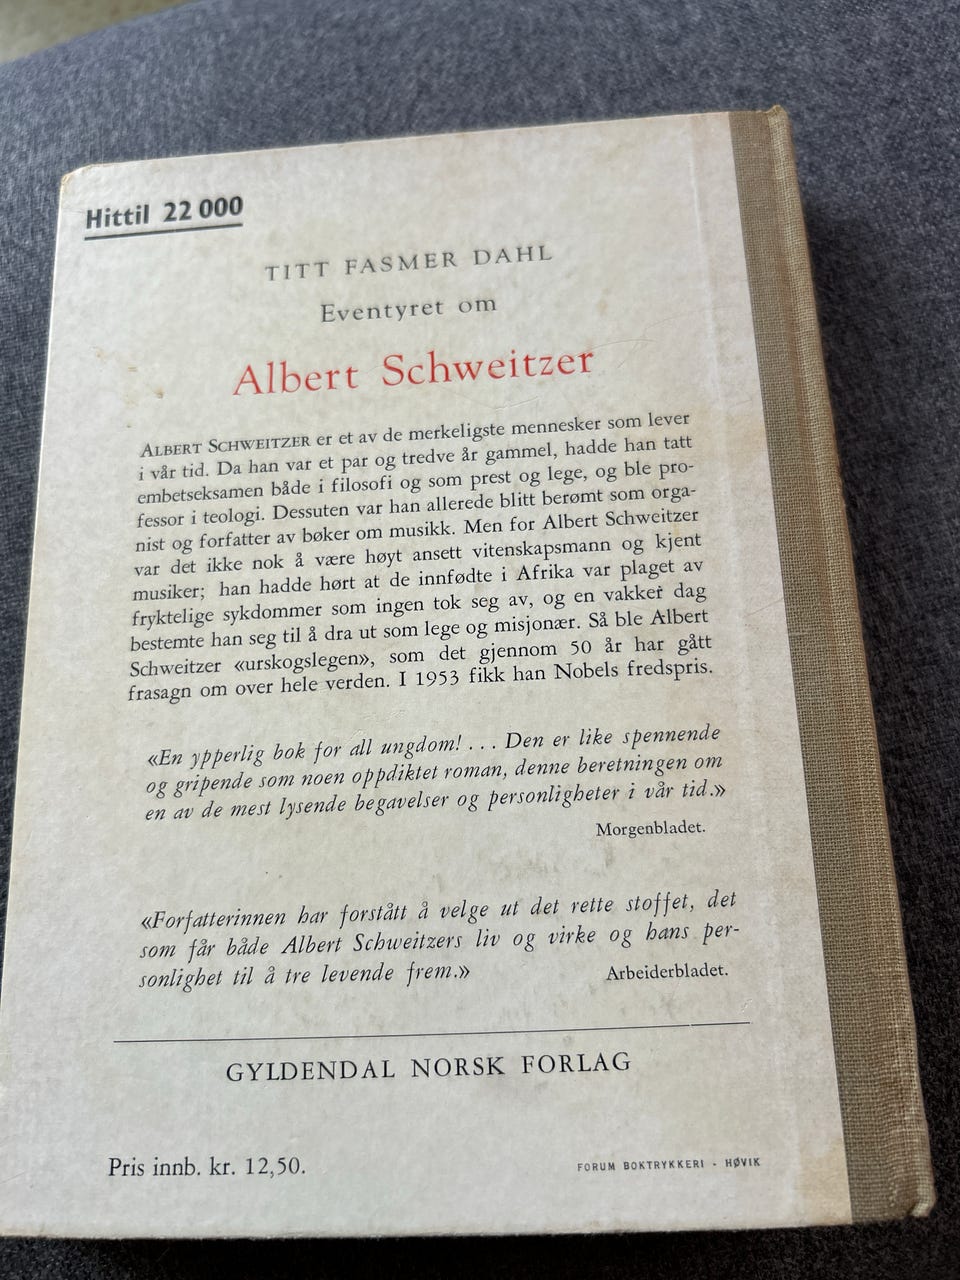 Hittil 22 000
TITT FASMER DAHL
Eventyret om
Albert Schweitzer
ALBERT SCHWEITZER er et av de merkeligste mennesker som lever
i vår tid. Da han var et par og tredve år gammel, hadde han tatt
embetseksamen både i filosofi og som prest og lege, og ble pro-
fessor i teologi. Dessuten var han allerede blitt berømt som orga-
nist og forfatter av bøker om musikk. Men for Albert Schweitzer
var det ikke nok å være høyt ansett vitenskapsmann og kjent
musiker; han hadde hørt at de innfødte i Afrika var plaget av
fryktelige sykdommer som ingen tok seg av, og en vakker dag
bestemte han seg til å dra ut som lege og misjonær. Så ble Albert
Schweitzer «urskogslegen», som det gjennom 50 år har gått
frasagn om over hele verden. I 1953 fikk han Nobels fredspris.
«En ypperlig bok for all ungdom! . . . Den er like spennende
og gripende som noen oppdiktet roman, denne beretningen om
en av de mest lysende begavelser og personligheter i vår tid.»
Morgenbladet.
«Forfatterinnen har forstått å velge ut det rette stoffet, det
som får både Albert Schweitzers liv og virke og hans per-
sonlighet til å tre levende frem.» Arbeiderbladet.
GYLDENDAL NORSK FORLAG
Pris innb. kr. 12,50.
FORUM BOKTRYKKERI - HØVIK